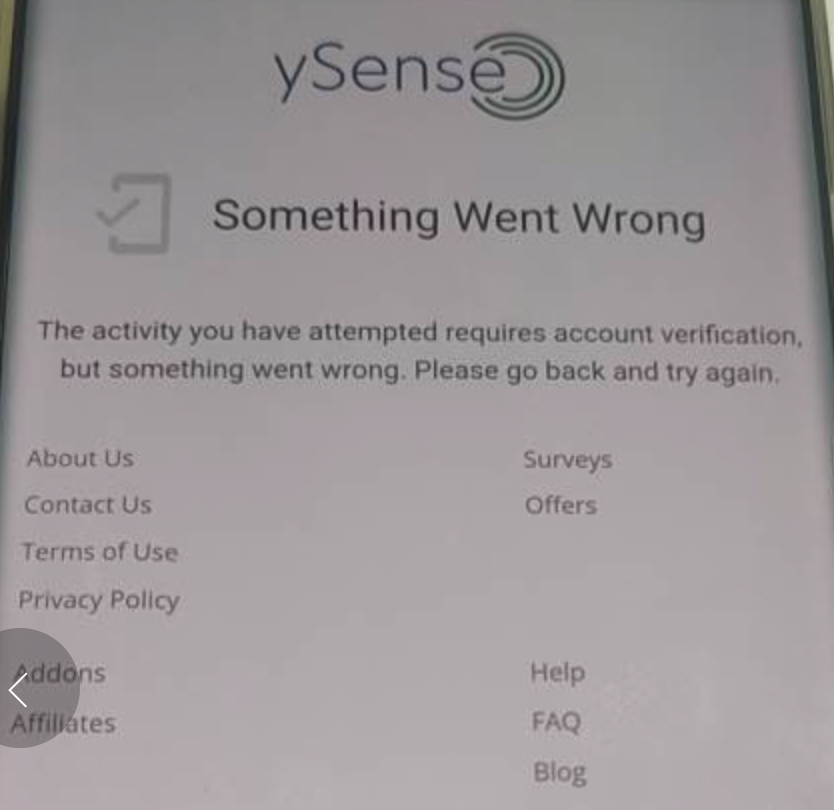 ySense
Something Went Wrong
The activity you have attempted requires account verification,
but something went wrong. Please go back and try again.
About Us
Contact Us
Terms of Use
Privacy Policy
Surveys
Offers
Addons
Affiliates
Help
FAQ
Blog